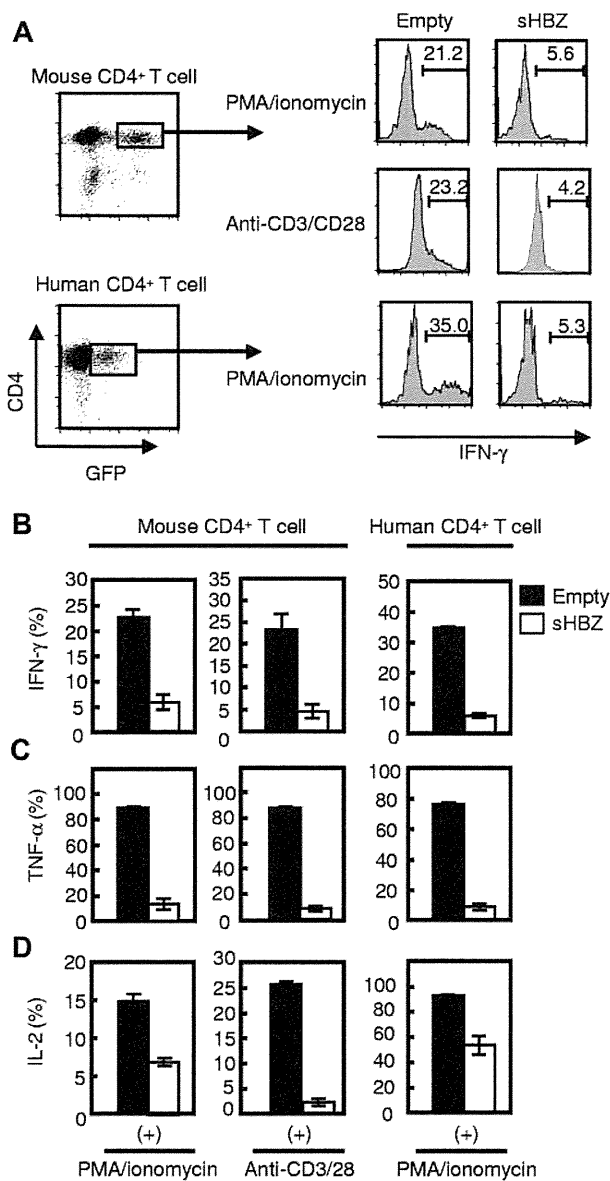 A
Empty
sHBZ
Mouse CD4+ T cell
PMA/ionomycin
21.2
5.6
Anti-CD3/CD28
23.2
4.2
Human CD4+ T cell
PMA/ionomycin
35.0
5.3
CD4
GFP
IFN-γ
B
Mouse CD4+ T cell
Human CD4+ T cell
IFN-γ (%)
30
25
20
15
10
5
0
35
30
25
20
15
10
5
0
50
40
30
20
10
0
Empty
sHBZ
C
TNF-α (%)
100
80
60
40
20
0
100
80
60
40
20
0
100
80
60
40
20
0
D
IL-2 (%)
20
15
10
5
0
30
25
20
15
10
5
0
100
80
60
40
20
0
(+)
(+)
(+)
PMA/ionomycin
Anti-CD3/28
PMA/ionomycin